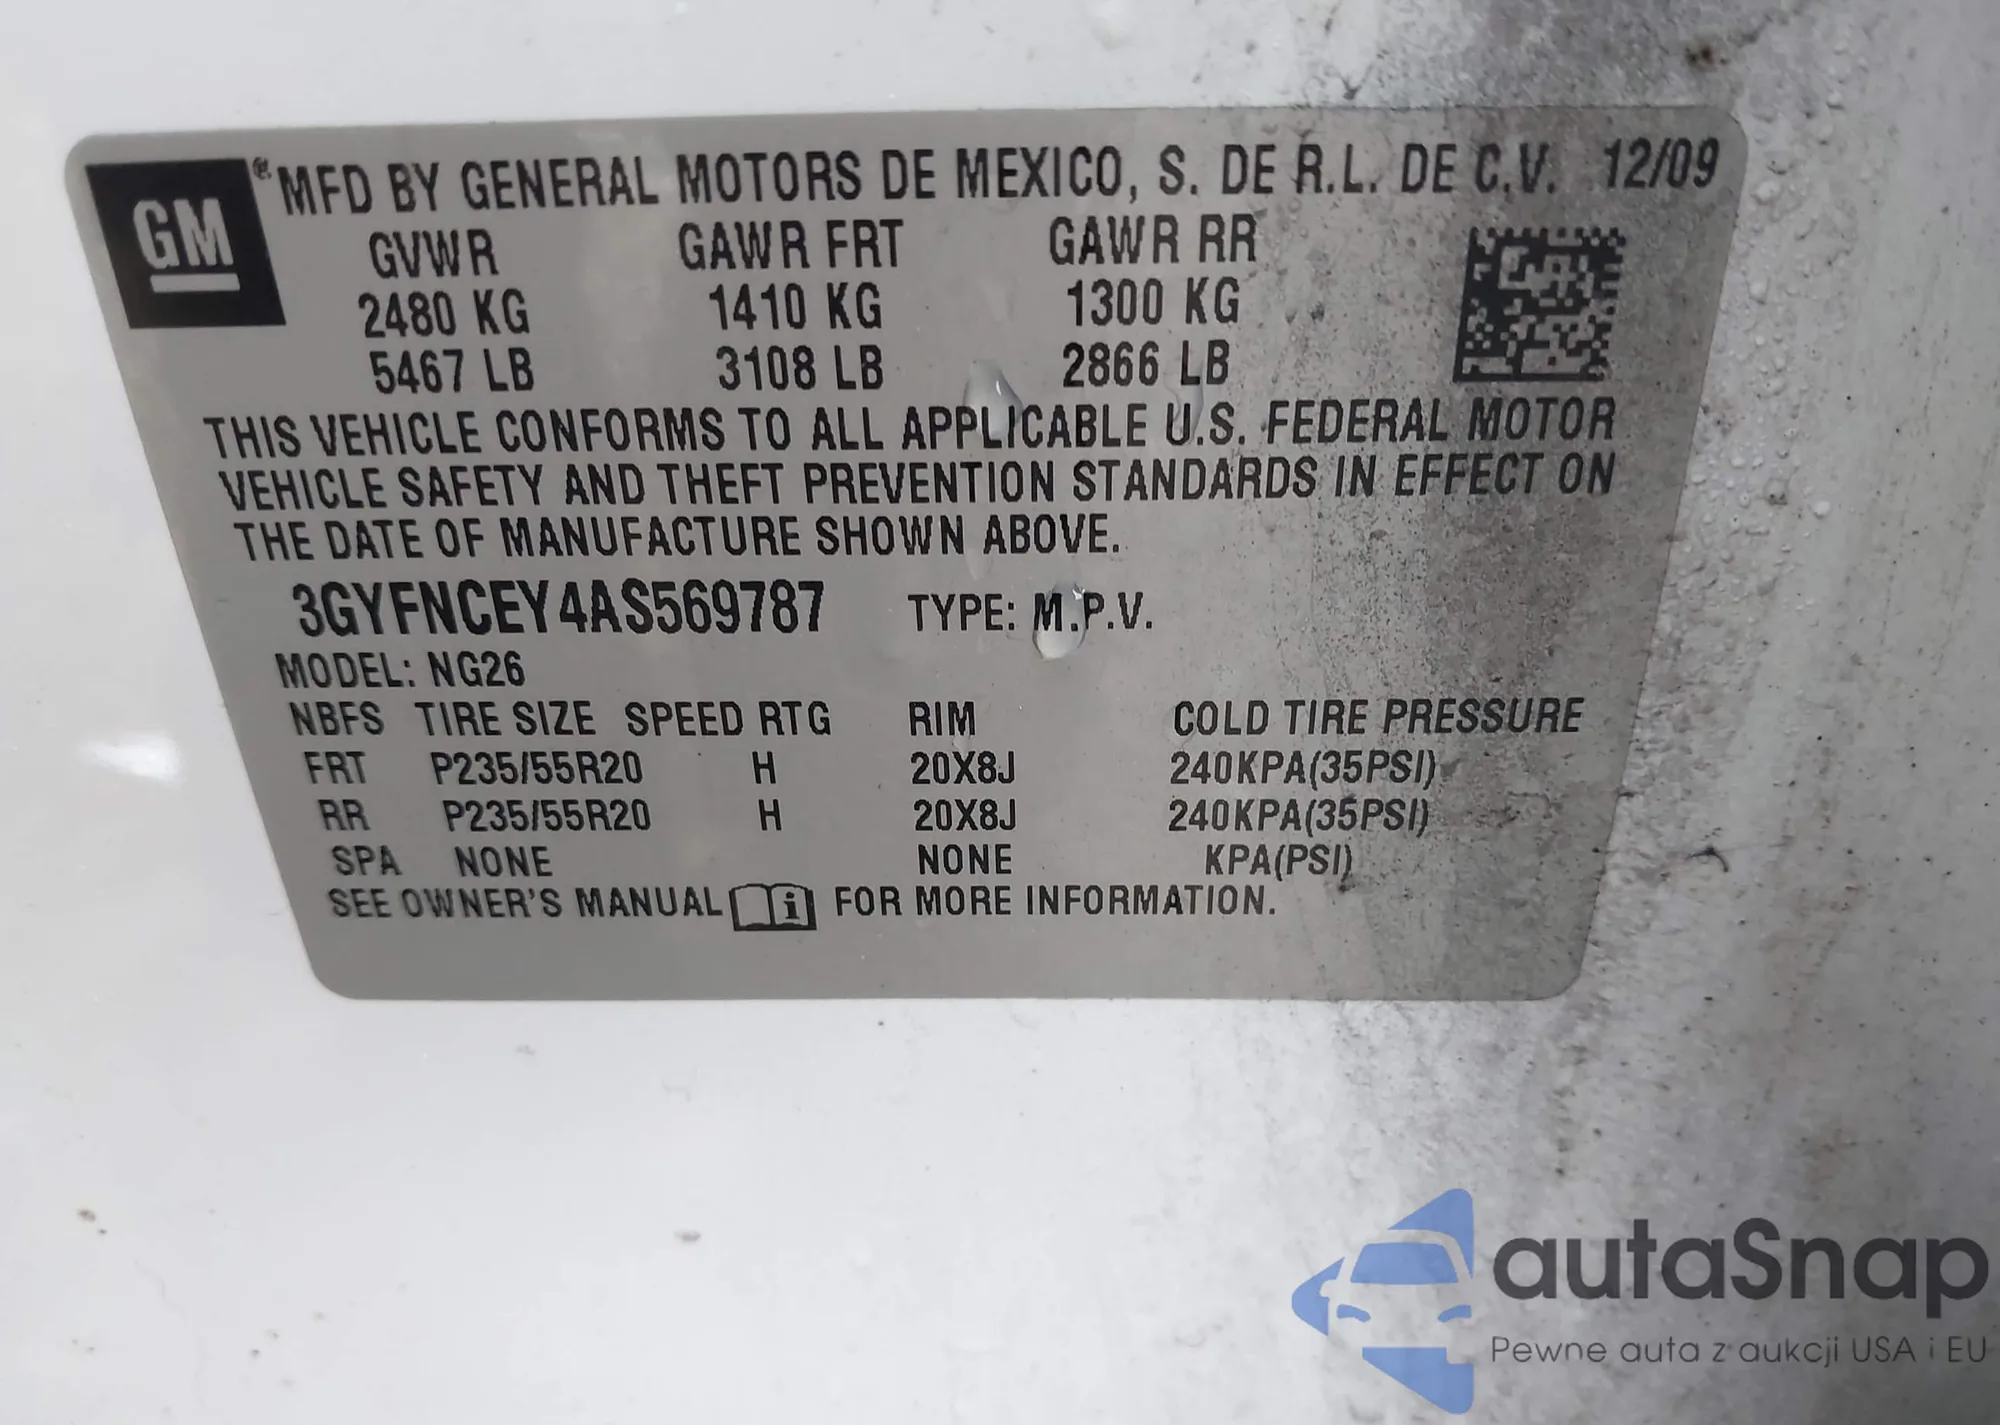 GM ® MFD BY GENERAL MOTORS DE MEXICO, S. DE R.L. DE C.V. 12/09
GVWR GAWR FRT GAWR RR
2480 KG 1410 KG 1300 KG
5467 LB 3108 LB 2866 LB
THIS VEHICLE CONFORMS TO ALL APPLICABLE U.S. FEDERAL MOTOR
VEHICLE SAFETY AND THEFT PREVENTION STANDARDS IN EFFECT ON
THE DATE OF MANUFACTURE SHOWN ABOVE.
3GYFNCEY4AS569787 TYPE: M.P.V.
MODEL: NG26
NBFS TIRE SIZE SPEED RTG RIM COLD TIRE PRESSURE
FRT P235/55R20 H 20X8J 240KPA(35PSI)
RR P235/55R20 H 20X8J 240KPA(35PSI)
SPA NONE NONE KPA(PSI)
SEE OWNER'S MANUAL i FOR MORE INFORMATION.
autaSnap
Pewne auta z aukcji USA i EU